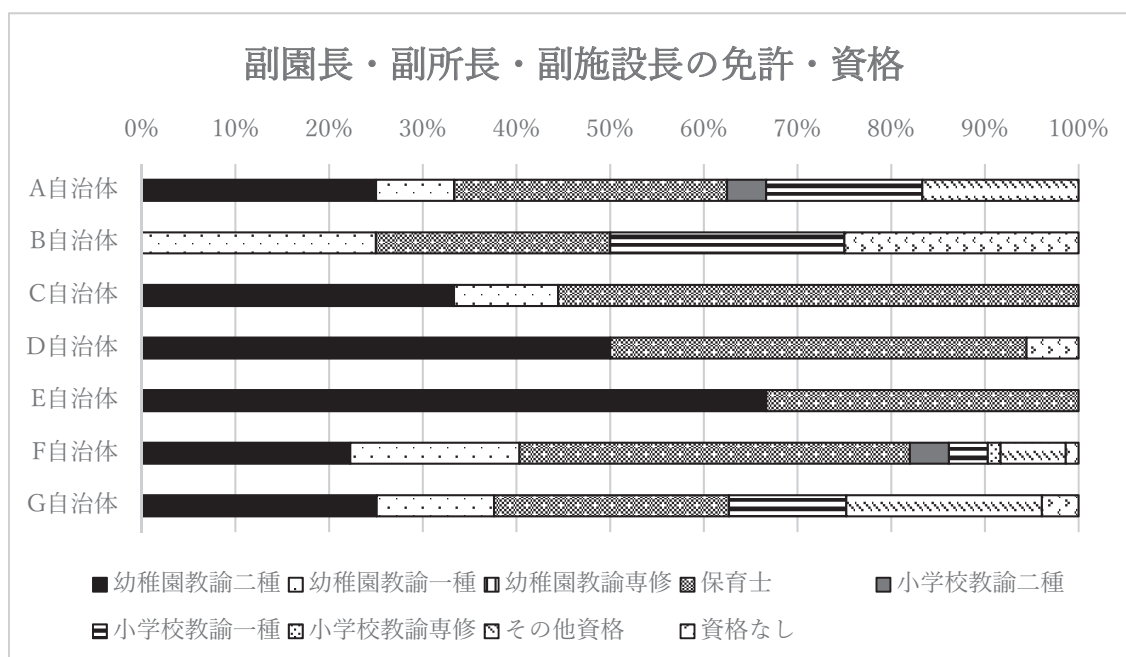 副園長・副所長・副施設長の免許・資格
0% 10% 20% 30% 40% 50% 60% 70% 80% 90% 100%
A自治体
B自治体
C自治体
D自治体
E自治体
F自治体
G自治体
幼稚園教諭二種 幼稚園教諭一種 幼稚園教諭専修 保育士 小学校教諭二種
小学校教諭一種 小学校教諭専修 その他資格 資格なし